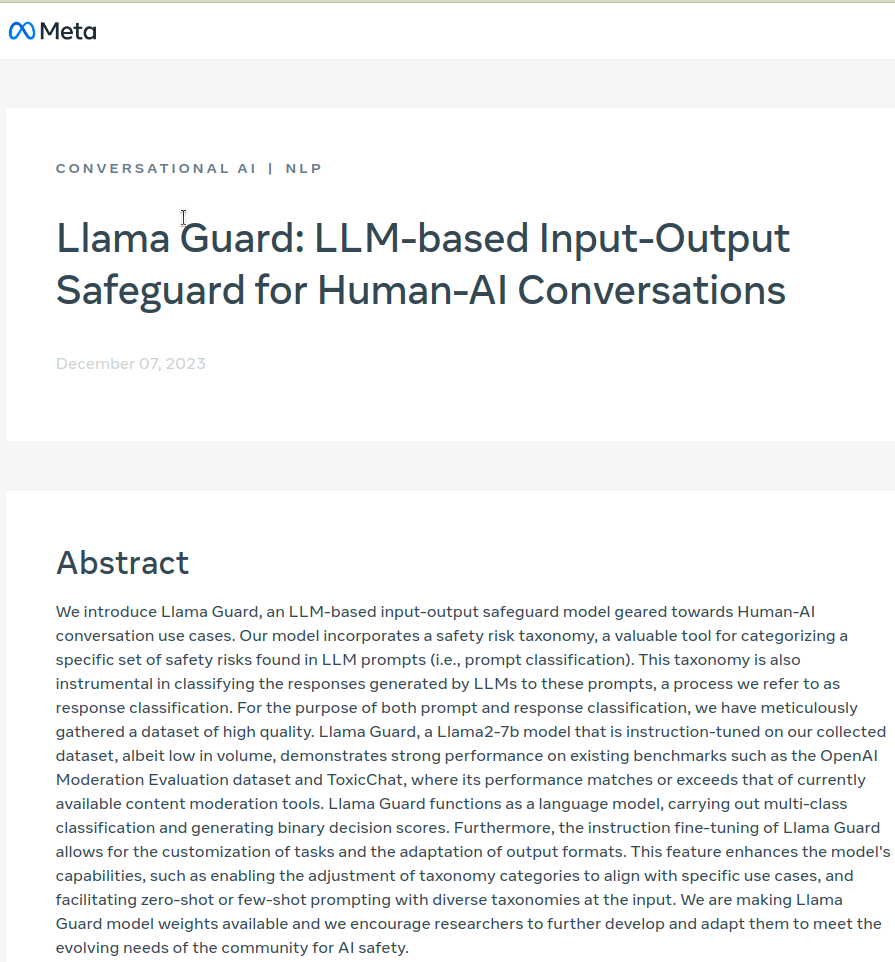 Meta
CONVERSATIONAL AI | NLP
Llama Guard: LLM-based Input-Output
Safeguard for Human-AI Conversations
December 07, 2023
Abstract
We introduce Llama Guard, an LLM-based input-output safeguard model geared towards Human-AI
conversation use cases. Our model incorporates a safety risk taxonomy, a valuable tool for categorizing a
specific set of safety risks found in LLM prompts (i.e., prompt classification). This taxonomy is also
instrumental in classifying the responses generated by LLMs to these prompts, a process we refer to as
response classification. For the purpose of both prompt and response classification, we have meticulously
gathered a dataset of high quality. Llama Guard, a Llama2-7b model that is instruction-tuned on our collected
dataset, albeit low in volume, demonstrates strong performance on existing benchmarks such as the OpenAI
Moderation Evaluation dataset and ToxicChat, where its performance matches or exceeds that of currently
available content moderation tools. Llama Guard functions as a language model, carrying out multi-class
classification and generating binary decision scores. Furthermore, the instruction fine-tuning of Llama Guard
allows for the customization of tasks and the adaptation of output formats. This feature enhances the model's
capabilities, such as enabling the adjustment of taxonomy categories to align with specific use cases, and
facilitating zero-shot or few-shot prompting with diverse taxonomies at the input. We are making Llama
Guard model weights available and we encourage researchers to further develop and adapt them to meet the
evolving needs of the community for AI safety.